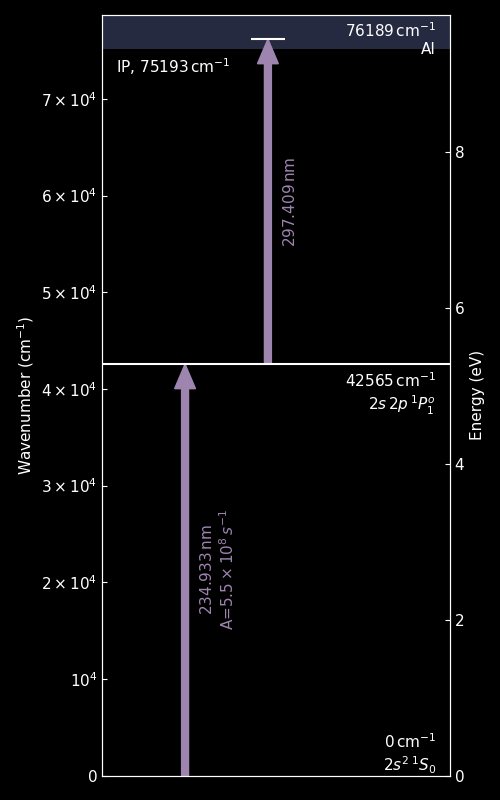 76189 cm⁻¹
AI
IP, 75193 cm⁻¹
7 × 10⁴
6 × 10⁴
5 × 10⁴
4 × 10⁴
3 × 10⁴
2 × 10⁴
10⁴
0
Wavenumber (cm⁻¹)
297.409 nm
42565 cm⁻¹
2s 2p ¹P₁ᵒ
234.933 nm
A=5.5 × 10⁸ s⁻¹
0 cm⁻¹
2s² ¹S₀
8
6
4
2
0
Energy (eV)